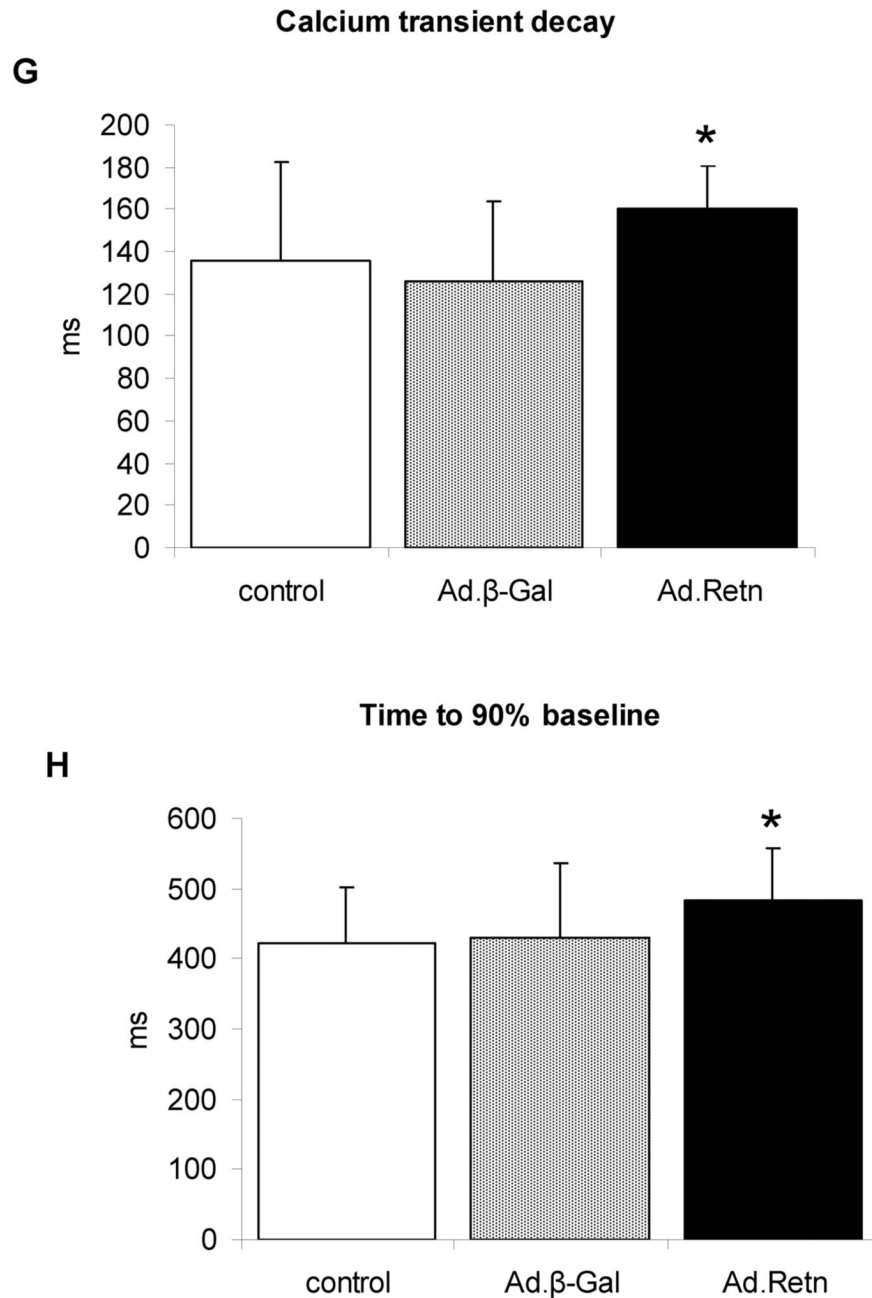 Calcium transient decay
G
200
180
160
140
120
100
80
60
40
20
0
ms
*
control Ad.β-Gal Ad.Retn
Time to 90% baseline
H
600
500
400
300
200
100
0
ms
*
control Ad.β-Gal Ad.Retn